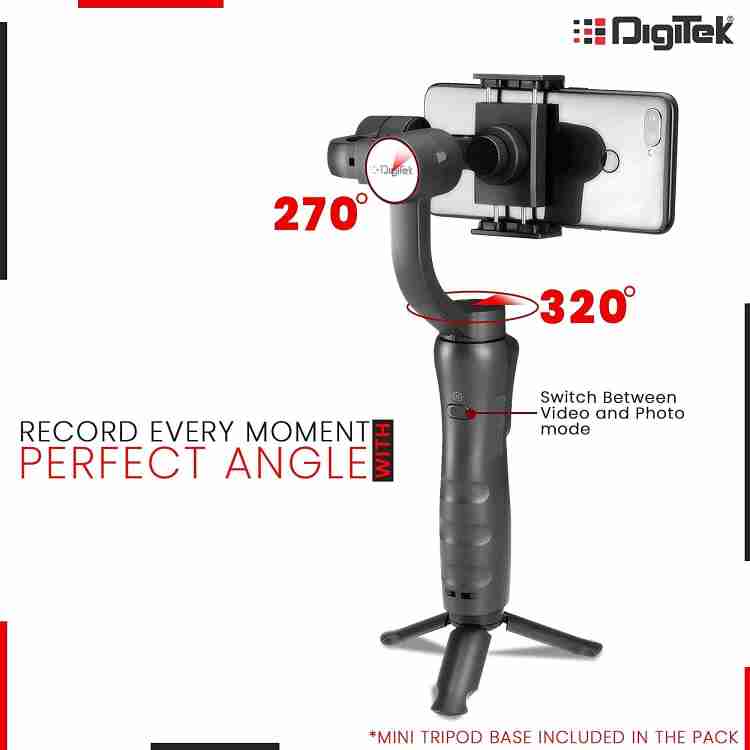 DigiTek®
DigiTek
270°
320°
Switch Between
Video and Photo
mode
RECORD EVERY MOMENT
WITH
PERFECT ANGLE
*MINI TRIPOD BASE INCLUDED IN THE PACK